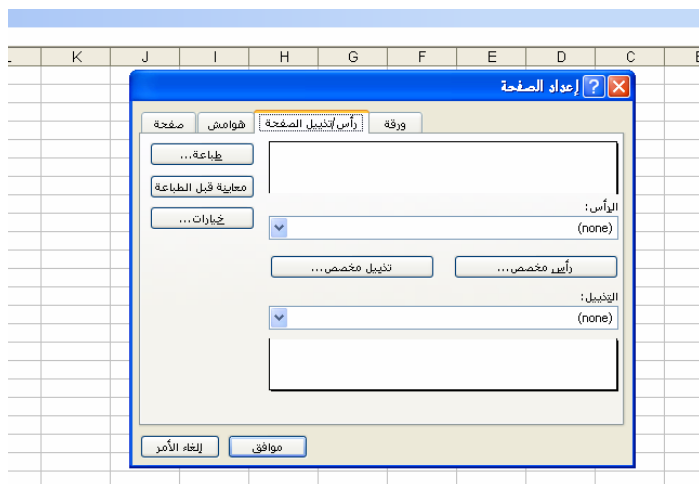 K J I H G F E D C
إعداد الصفحة
صفحة هوامش رأس/تذييل الصفحة ورقة
طباعة...
معاينة قبل الطباعة
خيارات...
الرأس:
(none)
رأس مخصص... تذييل مخصص...
التذييل:
(none)
موافق إلغاء الأمر